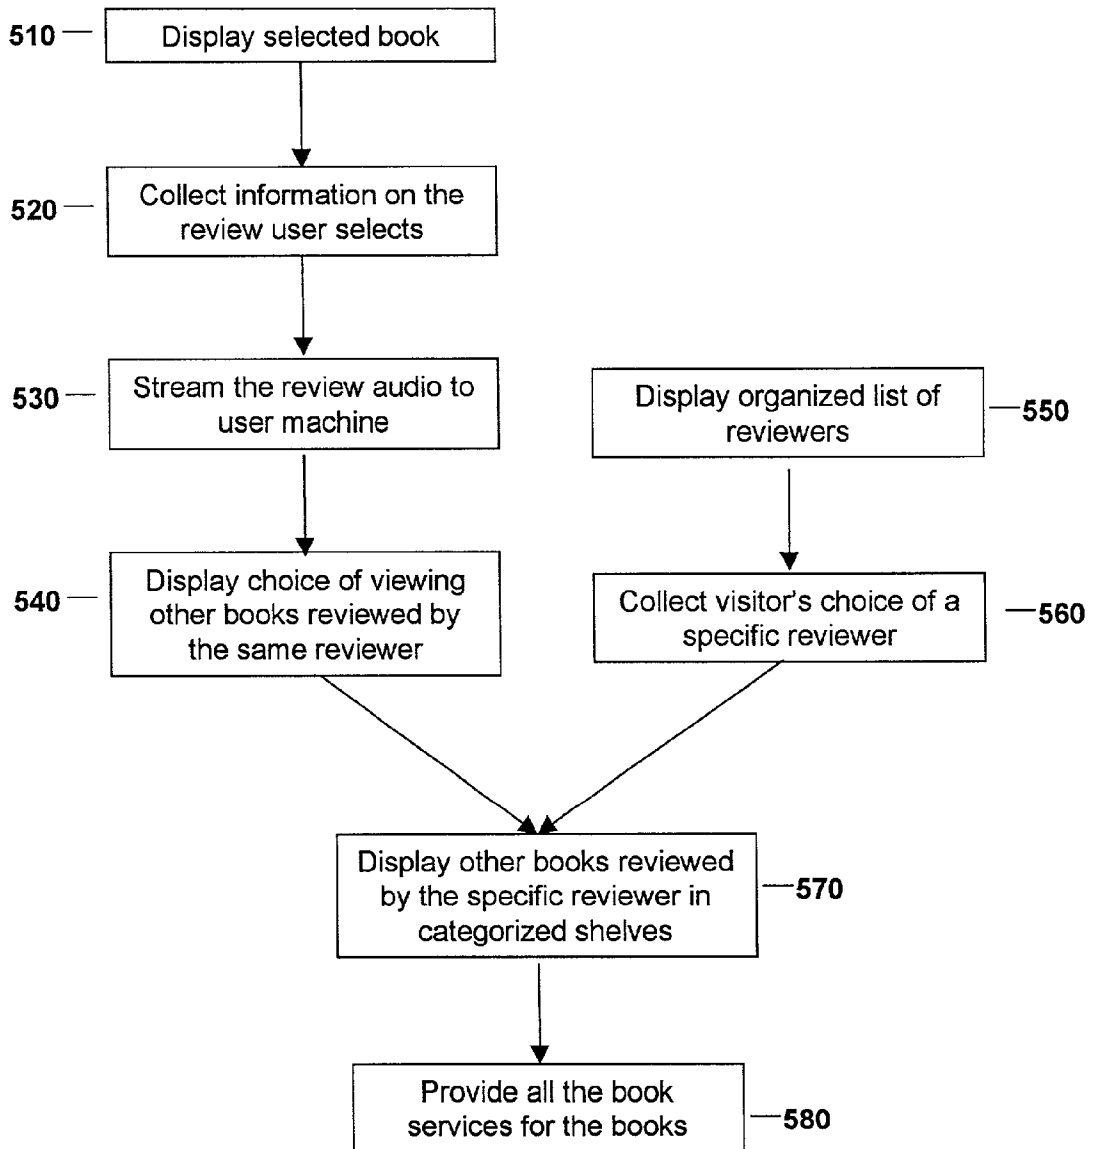 510
Display selected book
520
Collect information on the
review user selects
530
Stream the review audio to
user machine
540
Display choice of viewing
other books reviewed by
the same reviewer
Display organized list of
reviewers
550
Collect visitor's choice of a
specific reviewer
560
Display other books reviewed
by the specific reviewer in
categorized shelves
570
Provide all the book
services for the books
580